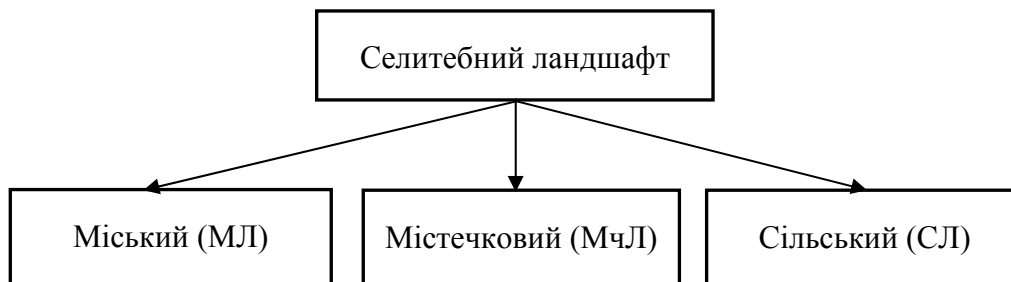 Селитебний ландшафт
Міський (МЛ)
Містечковий (МчЛ)
Сільський (СЛ)